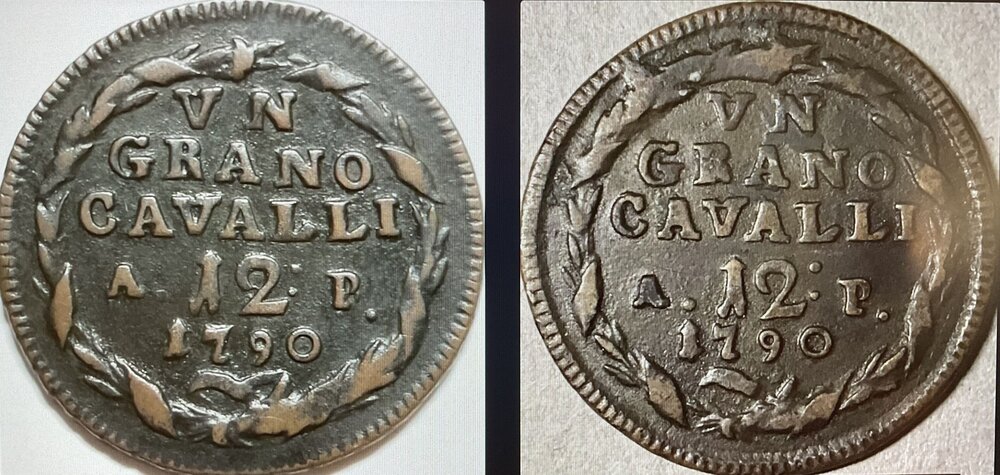 VN
GRANO
CAVALLI
A . 12 : P.
1790
VN
GRANO
CAVALLI
A . 12 : P.
1790